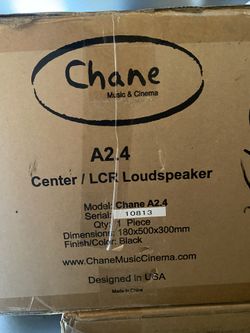 Chane
Music & Cinema
A2.4
Center / LCR Loudspeaker
Model: Chane A2.4
Serial: 10813
Qty: 1 Piece
Dimensions: 180x500x300mm
Finish/Color: Black
www.ChaneMusicCinema.com
Designed in USA
Made in China